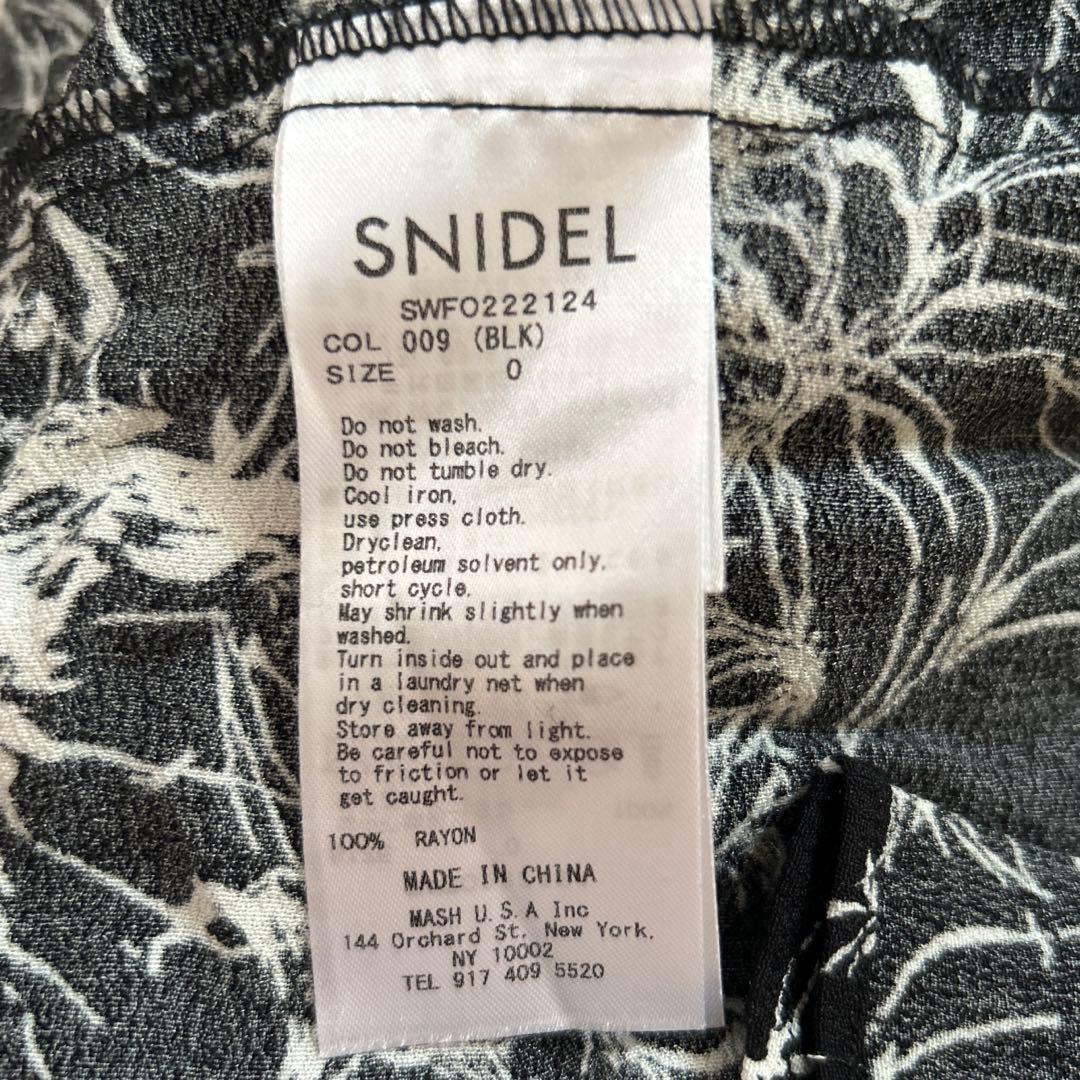 SNIDEL
SWFO222124
COL 009 (BLK)
SIZE 0
Do not wash.
Do not bleach.
Do not tumble dry.
Cool iron,
use press cloth.
Dryclean,
petroleum solvent only,
short cycle.
May shrink slightly when
washed.
Turn inside out and place
in a laundry net when
dry cleaning.
Store away from light.
Be careful not to expose
to friction or let it
get caught.
100% RAYON
MADE IN CHINA
MASH U.S.A Inc
144 Orchard St. New York,
NY 10002
TEL 917 409 5520